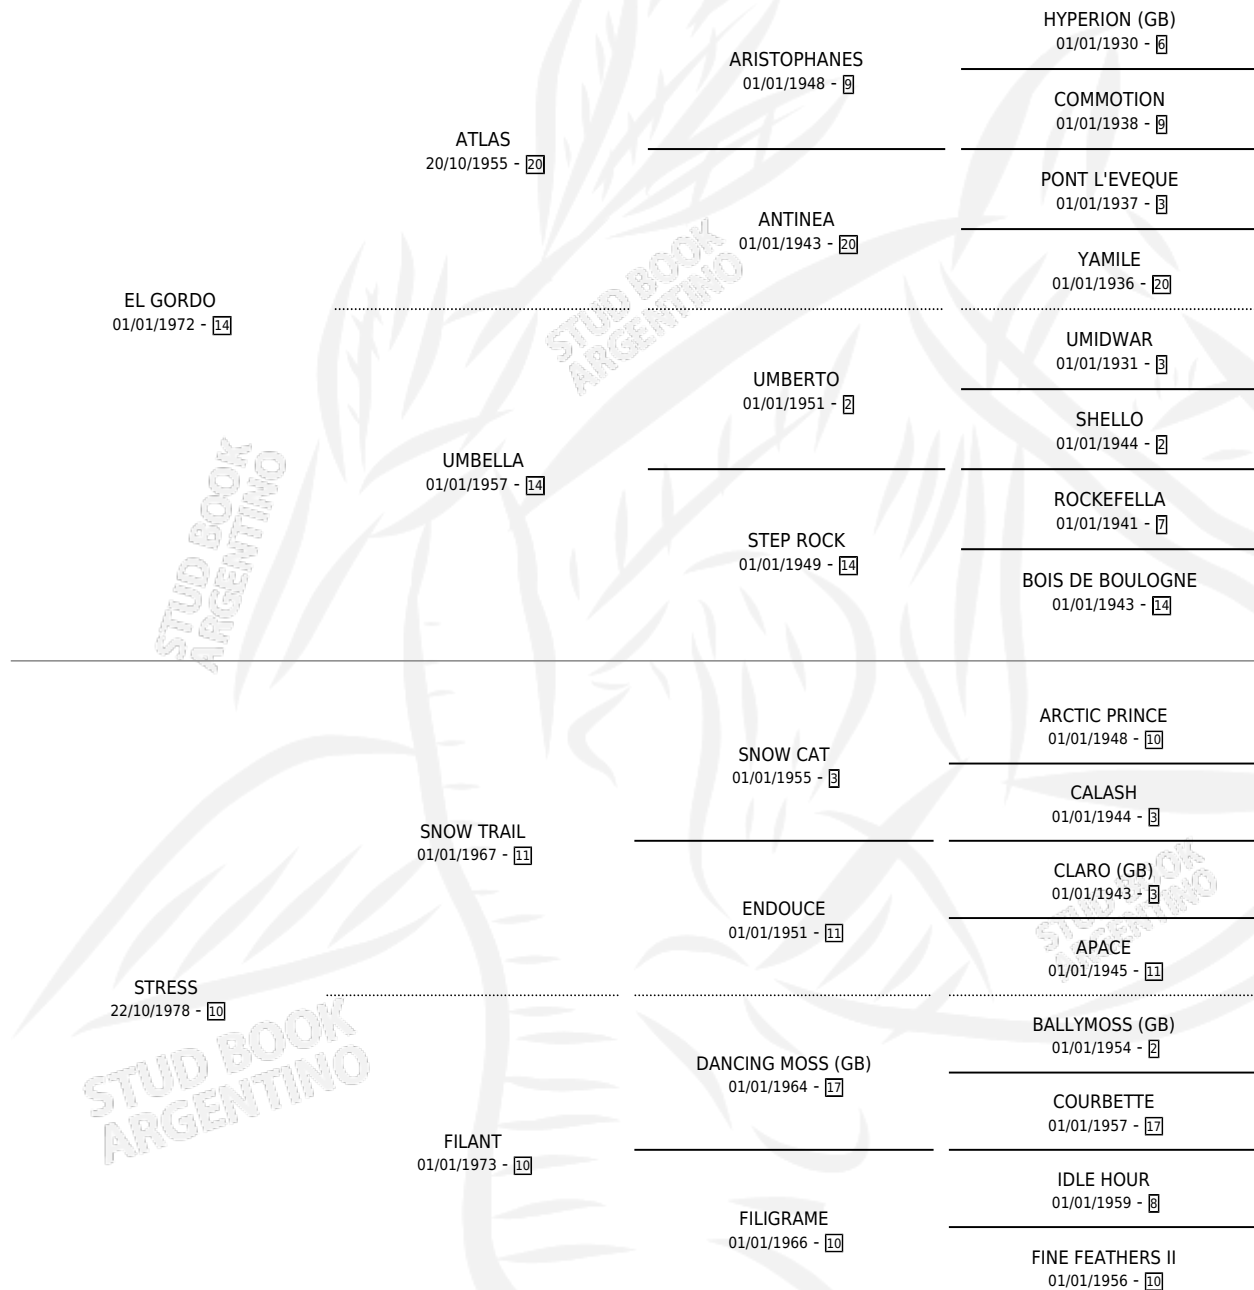 HYPERION (GB)
01/01/1930 - 6
ARISTOPHANES
01/01/1948 - 9
COMMOTION
01/01/1938 - 9
ATLAS
20/10/1955 - 20
PONT L'EVEQUE
01/01/1937 - 3
ANTINEA
01/01/1943 - 20
YAMILE
01/01/1936 - 20
EL GORDO
01/01/1972 - 14
UMIDWAR
01/01/1931 - 3
UMBERTO
01/01/1951 - 2
SHELLO
01/01/1944 - 2
UMBELLA
01/01/1957 - 14
ROCKEFELLA
01/01/1941 - 7
STEP ROCK
01/01/1949 - 14
BOIS DE BOULOGNE
01/01/1943 - 14
ARCTIC PRINCE
01/01/1948 - 10
SNOW CAT
01/01/1955 - 3
CALASH
01/01/1944 - 3
SNOW TRAIL
01/01/1967 - 11
CLARO (GB)
01/01/1943 - 3
ENDOUCE
01/01/1951 - 11
APACE
01/01/1945 - 11
STRESS
22/10/1978 - 10
BALLYMOSS (GB)
01/01/1954 - 2
DANCING MOSS (GB)
01/01/1964 - 17
COURBETTE
01/01/1957 - 17
FILANT
01/01/1973 - 10
IDLE HOUR
01/01/1959 - 8
FILIGRAME
01/01/1966 - 10
FINE FEATHERS II
01/01/1956 - 10
STUD BOOK
ARGENTINO
STUD BOOK
ARGENTINO
STUD BOOK
ARGENTINO
STUD BOOK
ARGENTINO